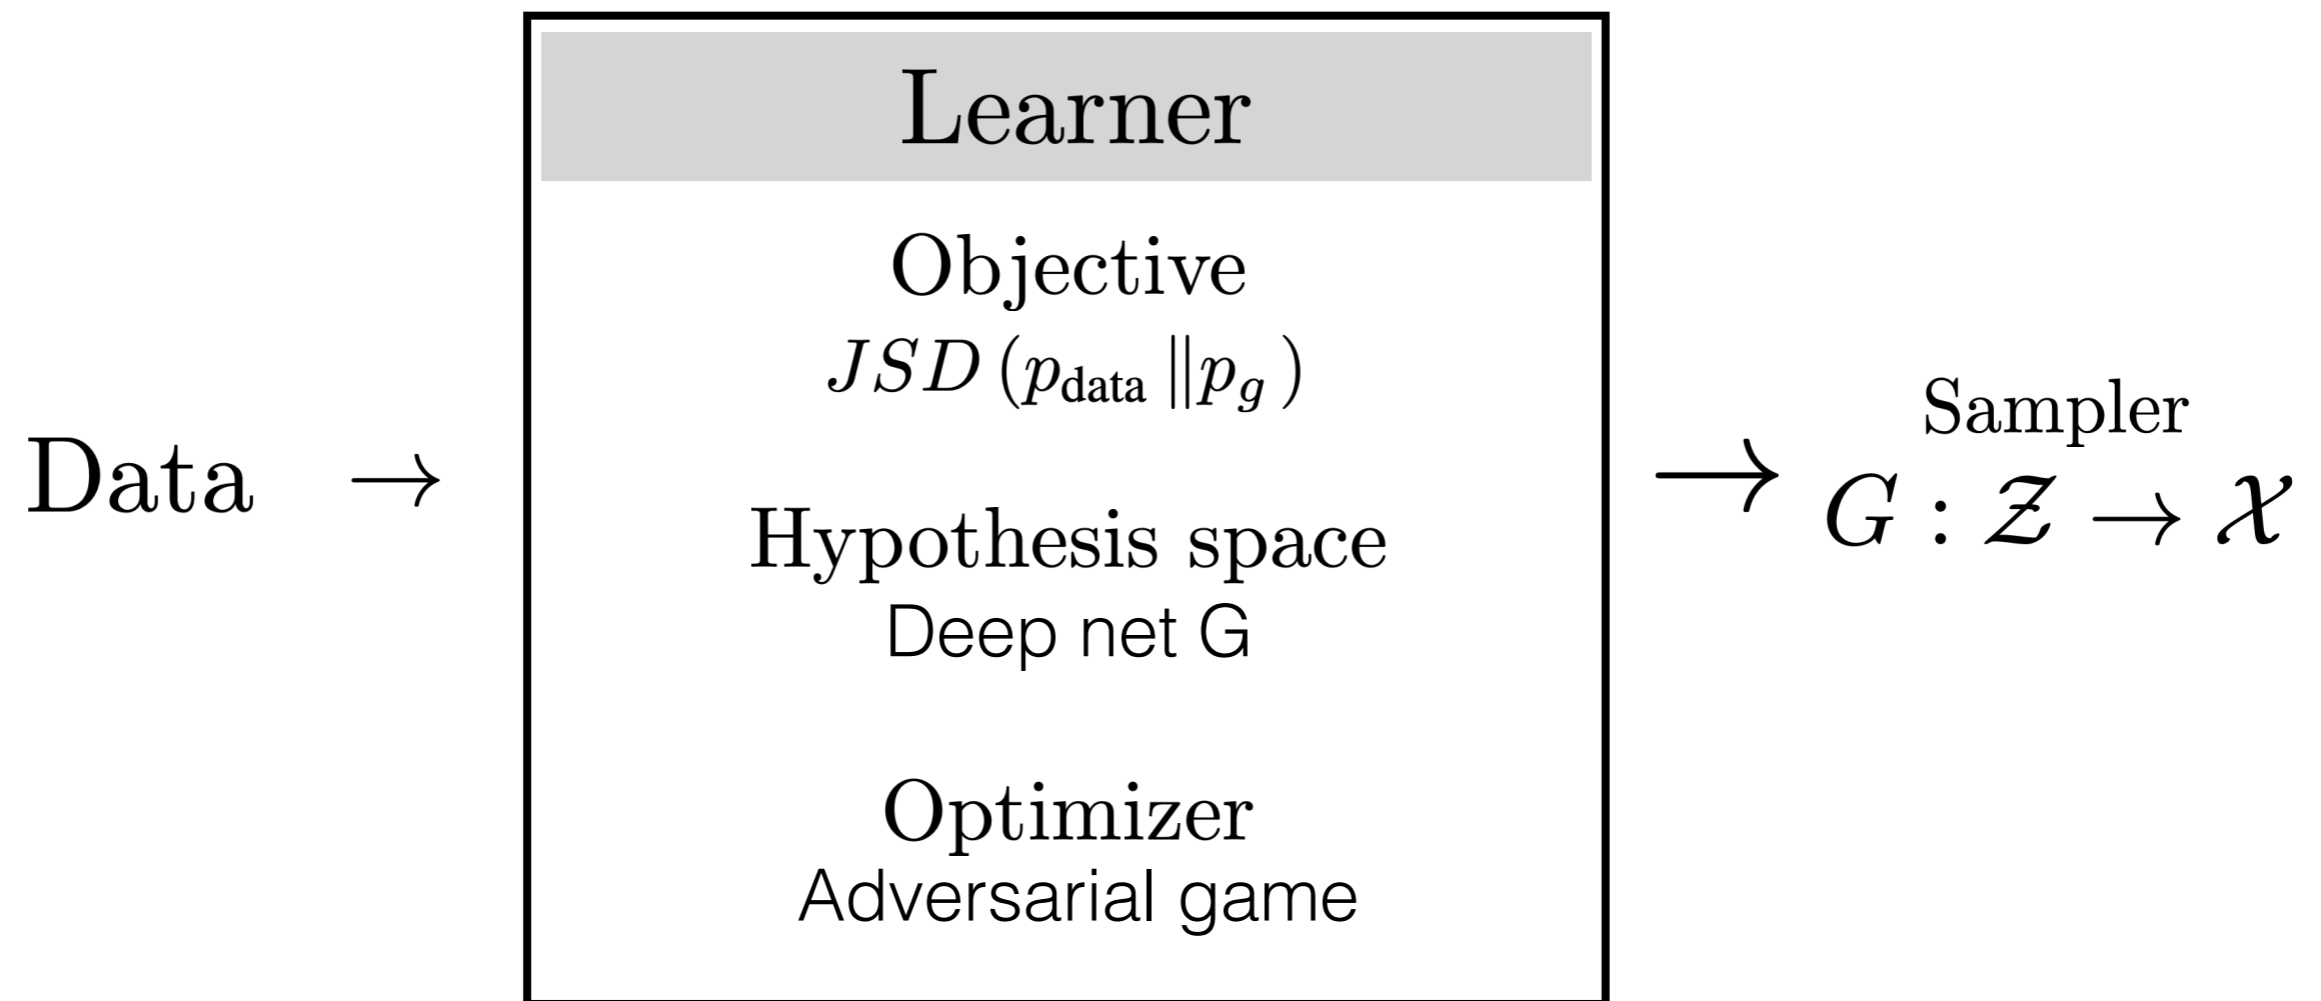 Data →
Learner
Objective
JSD (p_data ‖ p_g)
Hypothesis space
Deep net G
Optimizer
Adversarial game
→
Sampler
G : 𝒵 → 𝒳